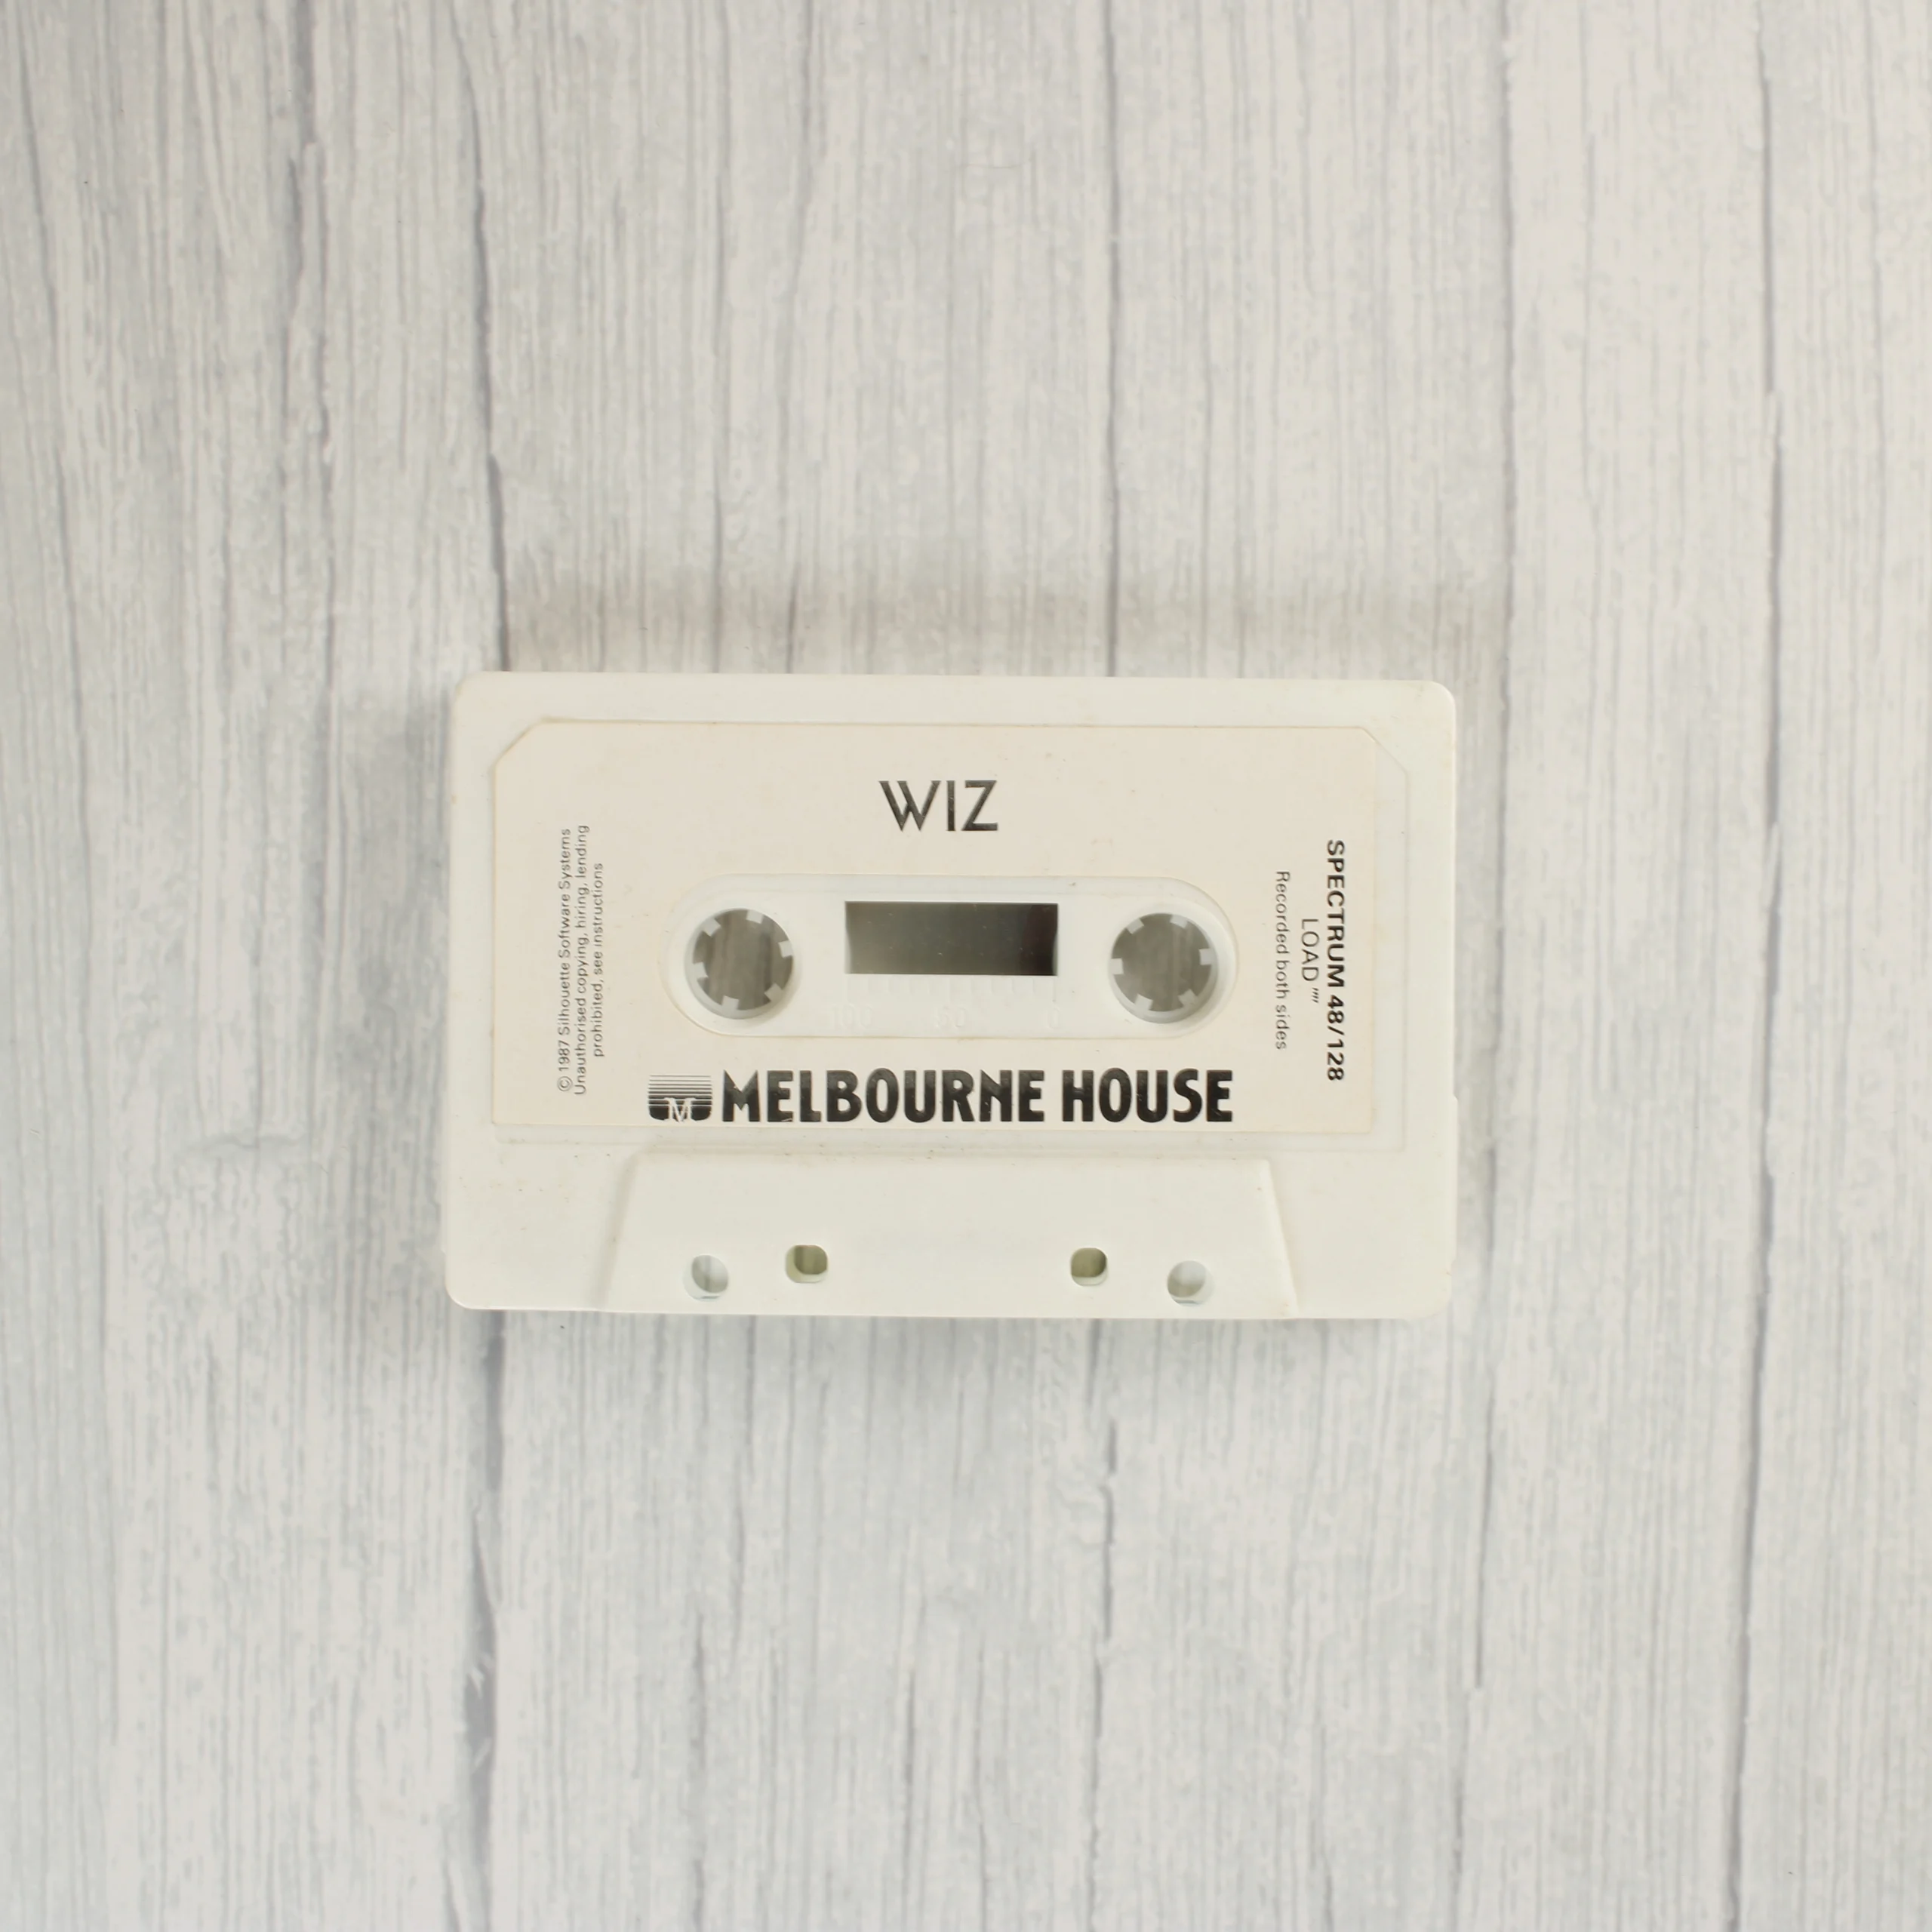 WIZ
© 1987 Silhouette Software Systems
Unauthorised copying, hiring, lending
prohibited, see instructions
SPECTRUM 48/128
LOAD ""
Recorded both sides
M MELBOURNE HOUSE